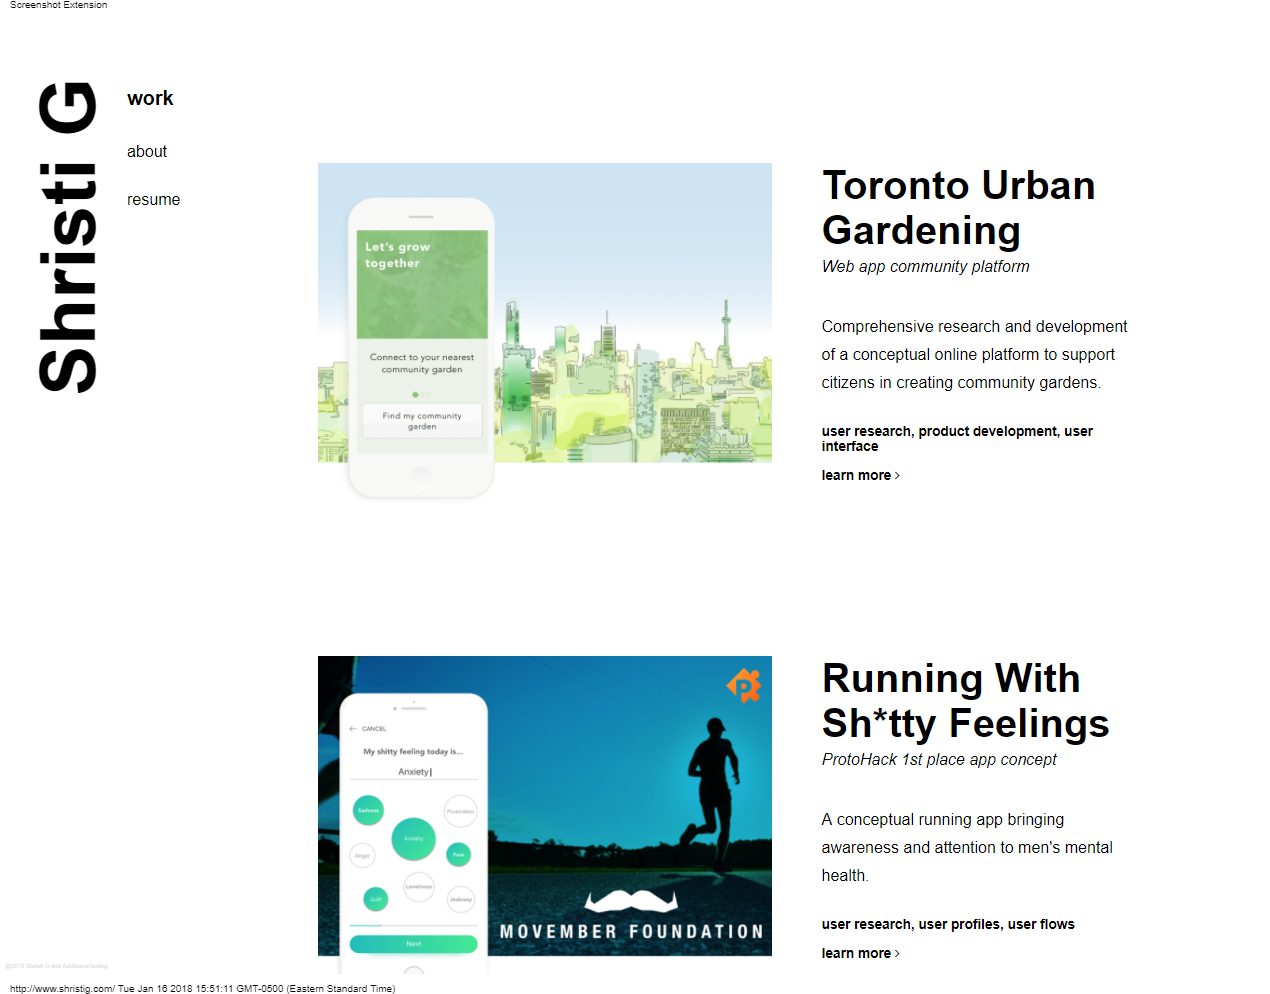 Screenshot Extension
Shristi G
work
about
resume
Let's grow
together
Connect to your nearest
community garden
Find my community
garden
Toronto Urban
Gardening
Web app community platform
Comprehensive research and development
of a conceptual online platform to support
citizens in creating community gardens.
user research, product development, user
interface
learn more >
CANCEL
My shitty feeling today is...
Anxiety
Sadness
Frustration
Anxiety
Anger
Fear
Loneliness
Guilt
Jealousy
Next
P
MOVEMBER FOUNDATION
Running With
Sh*tty Feelings
ProtoHack 1st place app concept
A conceptual running app bringing
awareness and attention to men's mental
health.
user research, user profiles, user flows
learn more >
@2018 Shristi G and AdditionalTesting
http://www.shristig.com/ Tue Jan 16 2018 15:51:11 GMT-0500 (Eastern Standard Time)